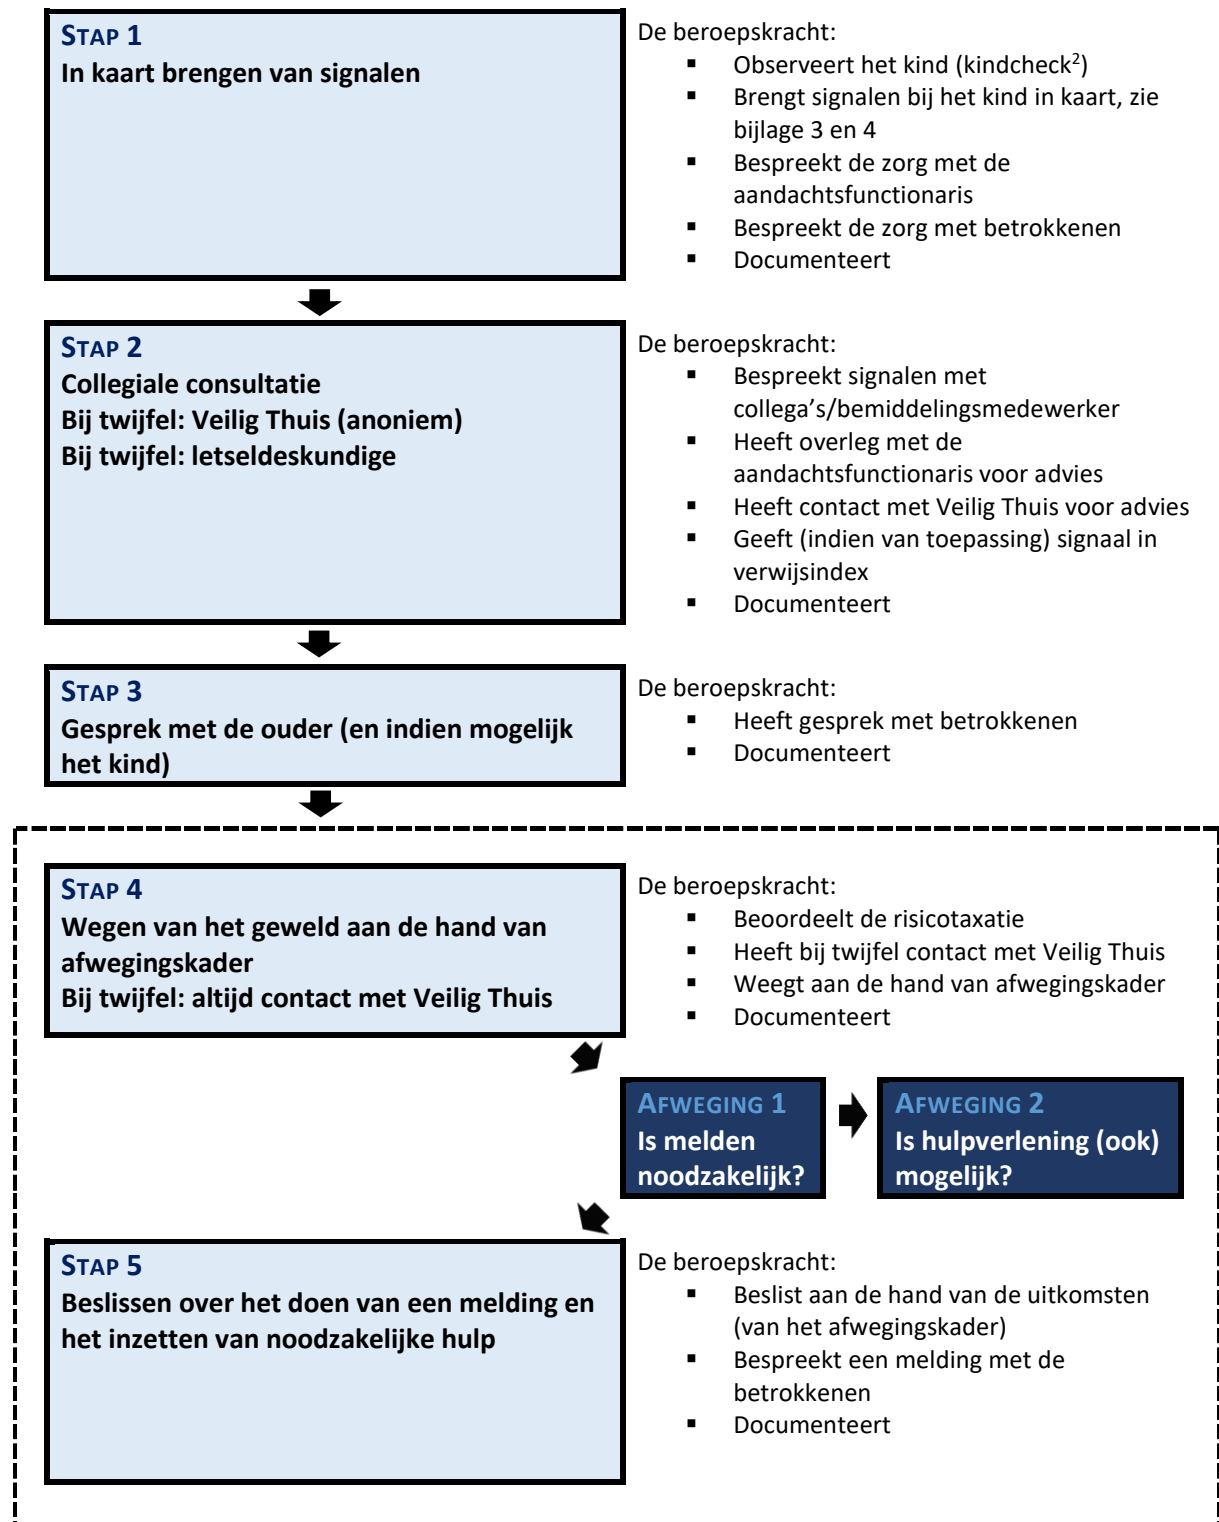 STAP 1
In kaart brengen van signalen
De beroepskracht:
▪ Observeert het kind (kindcheck²)
▪ Brengt signalen bij het kind in kaart, zie
bijlage 3 en 4
▪ Bespreekt de zorg met de
aandachtsfunctionaris
▪ Bespreekt de zorg met betrokkenen
▪ Documenteert
STAP 2
Collegiale consultatie
Bij twijfel: Veilig Thuis (anoniem)
Bij twijfel: letseldeskundige
De beroepskracht:
▪ Bespreekt signalen met
collega’s/bemiddelingsmedewerker
▪ Heeft overleg met de
aandachtsfunctionaris voor advies
▪ Heeft contact met Veilig Thuis voor advies
▪ Geeft (indien van toepassing) signaal in
verwijsindex
▪ Documenteert
STAP 3
Gesprek met de ouder (en indien mogelijk
het kind)
De beroepskracht:
▪ Heeft gesprek met betrokkenen
▪ Documenteert
STAP 4
Wegen van het geweld aan de hand van
afwegingskader
Bij twijfel: altijd contact met Veilig Thuis
De beroepskracht:
▪ Beoordeelt de risicotaxatie
▪ Heeft bij twijfel contact met Veilig Thuis
▪ Weegt aan de hand van afwegingskader
▪ Documenteert
AFWEGING 1
Is melden
noodzakelijk?
AFWEGING 2
Is hulpverlening (ook)
mogelijk?
STAP 5
Beslissen over het doen van een melding en
het inzetten van noodzakelijke hulp
De beroepskracht:
▪ Beslist aan de hand van de uitkomsten
(van het afwegingskader)
▪ Bespreekt een melding met de
betrokkenen
▪ Documenteert